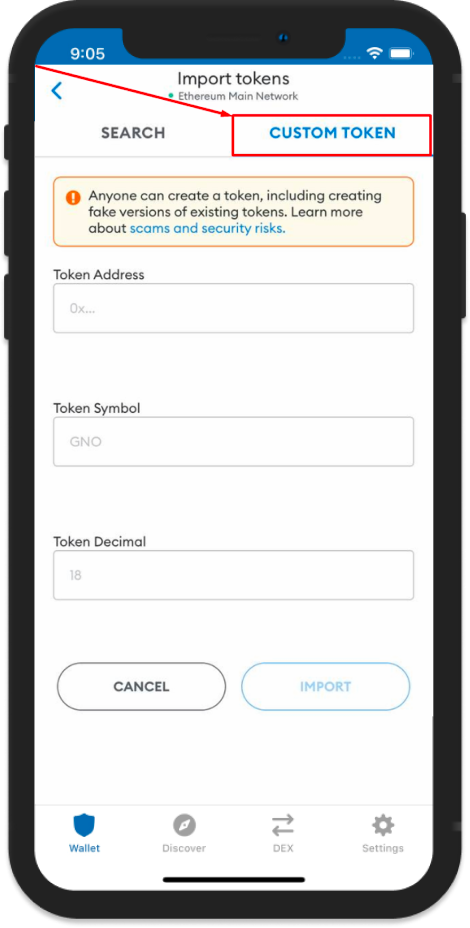 9:05
Import tokens
Ethereum Main Network
SEARCH
CUSTOM TOKEN
Anyone can create a token, including creating
fake versions of existing tokens. Learn more
about scams and security risks.
Token Address
0x...
Token Symbol
GNO
Token Decimal
18
CANCEL
IMPORT
Wallet
Discover
DEX
Settings